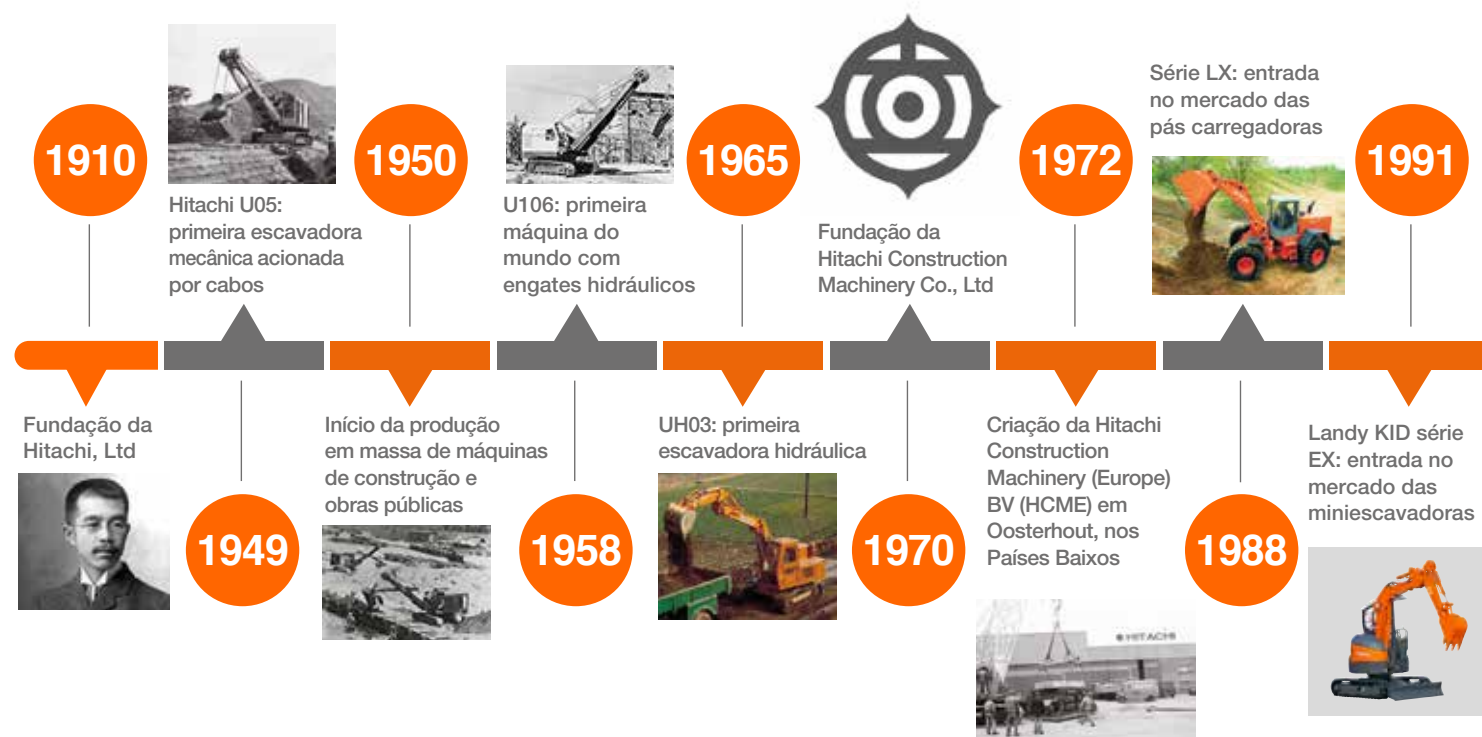 1910
Fundação da
Hitachi, Ltd
Hitachi U05:
primeira escavadora
mecânica acionada
por cabos
1949
1950
Início da produção
em massa de máquinas
de construção e
obras públicas
U106: primeira
máquina do
mundo com
engates hidráulicos
1958
1965
UH03: primeira
escavadora hidráulica
Fundação da
Hitachi Construction
Machinery Co., Ltd
1970
1972
Criação da Hitachi
Construction
Machinery (Europe)
BV (HCME) em
Oosterhout, nos
Países Baixos
HITACHI
Série LX: entrada
no mercado das
pás carregadoras
1988
1991
Landy KID série
EX: entrada no
mercado das
miniescavadoras